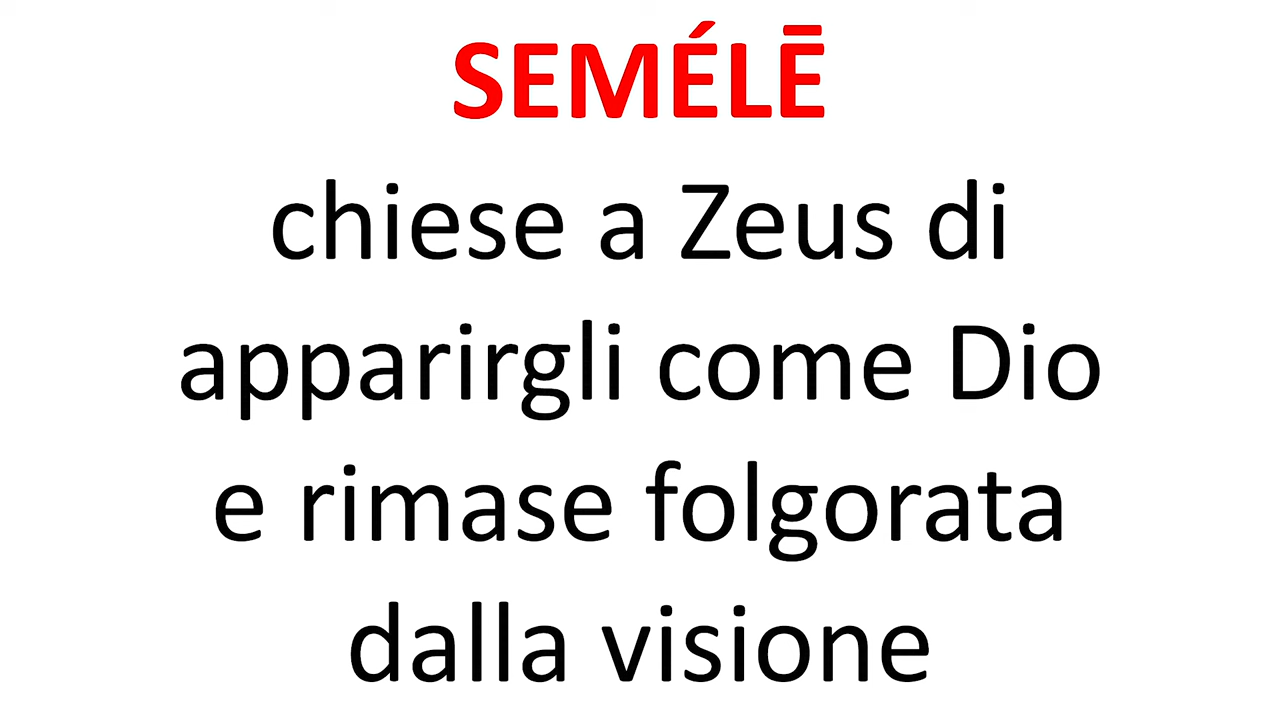 SEMÉLĒ
chiese a Zeus di
apparirgli come Dio
e rimase folgorata
dalla visione